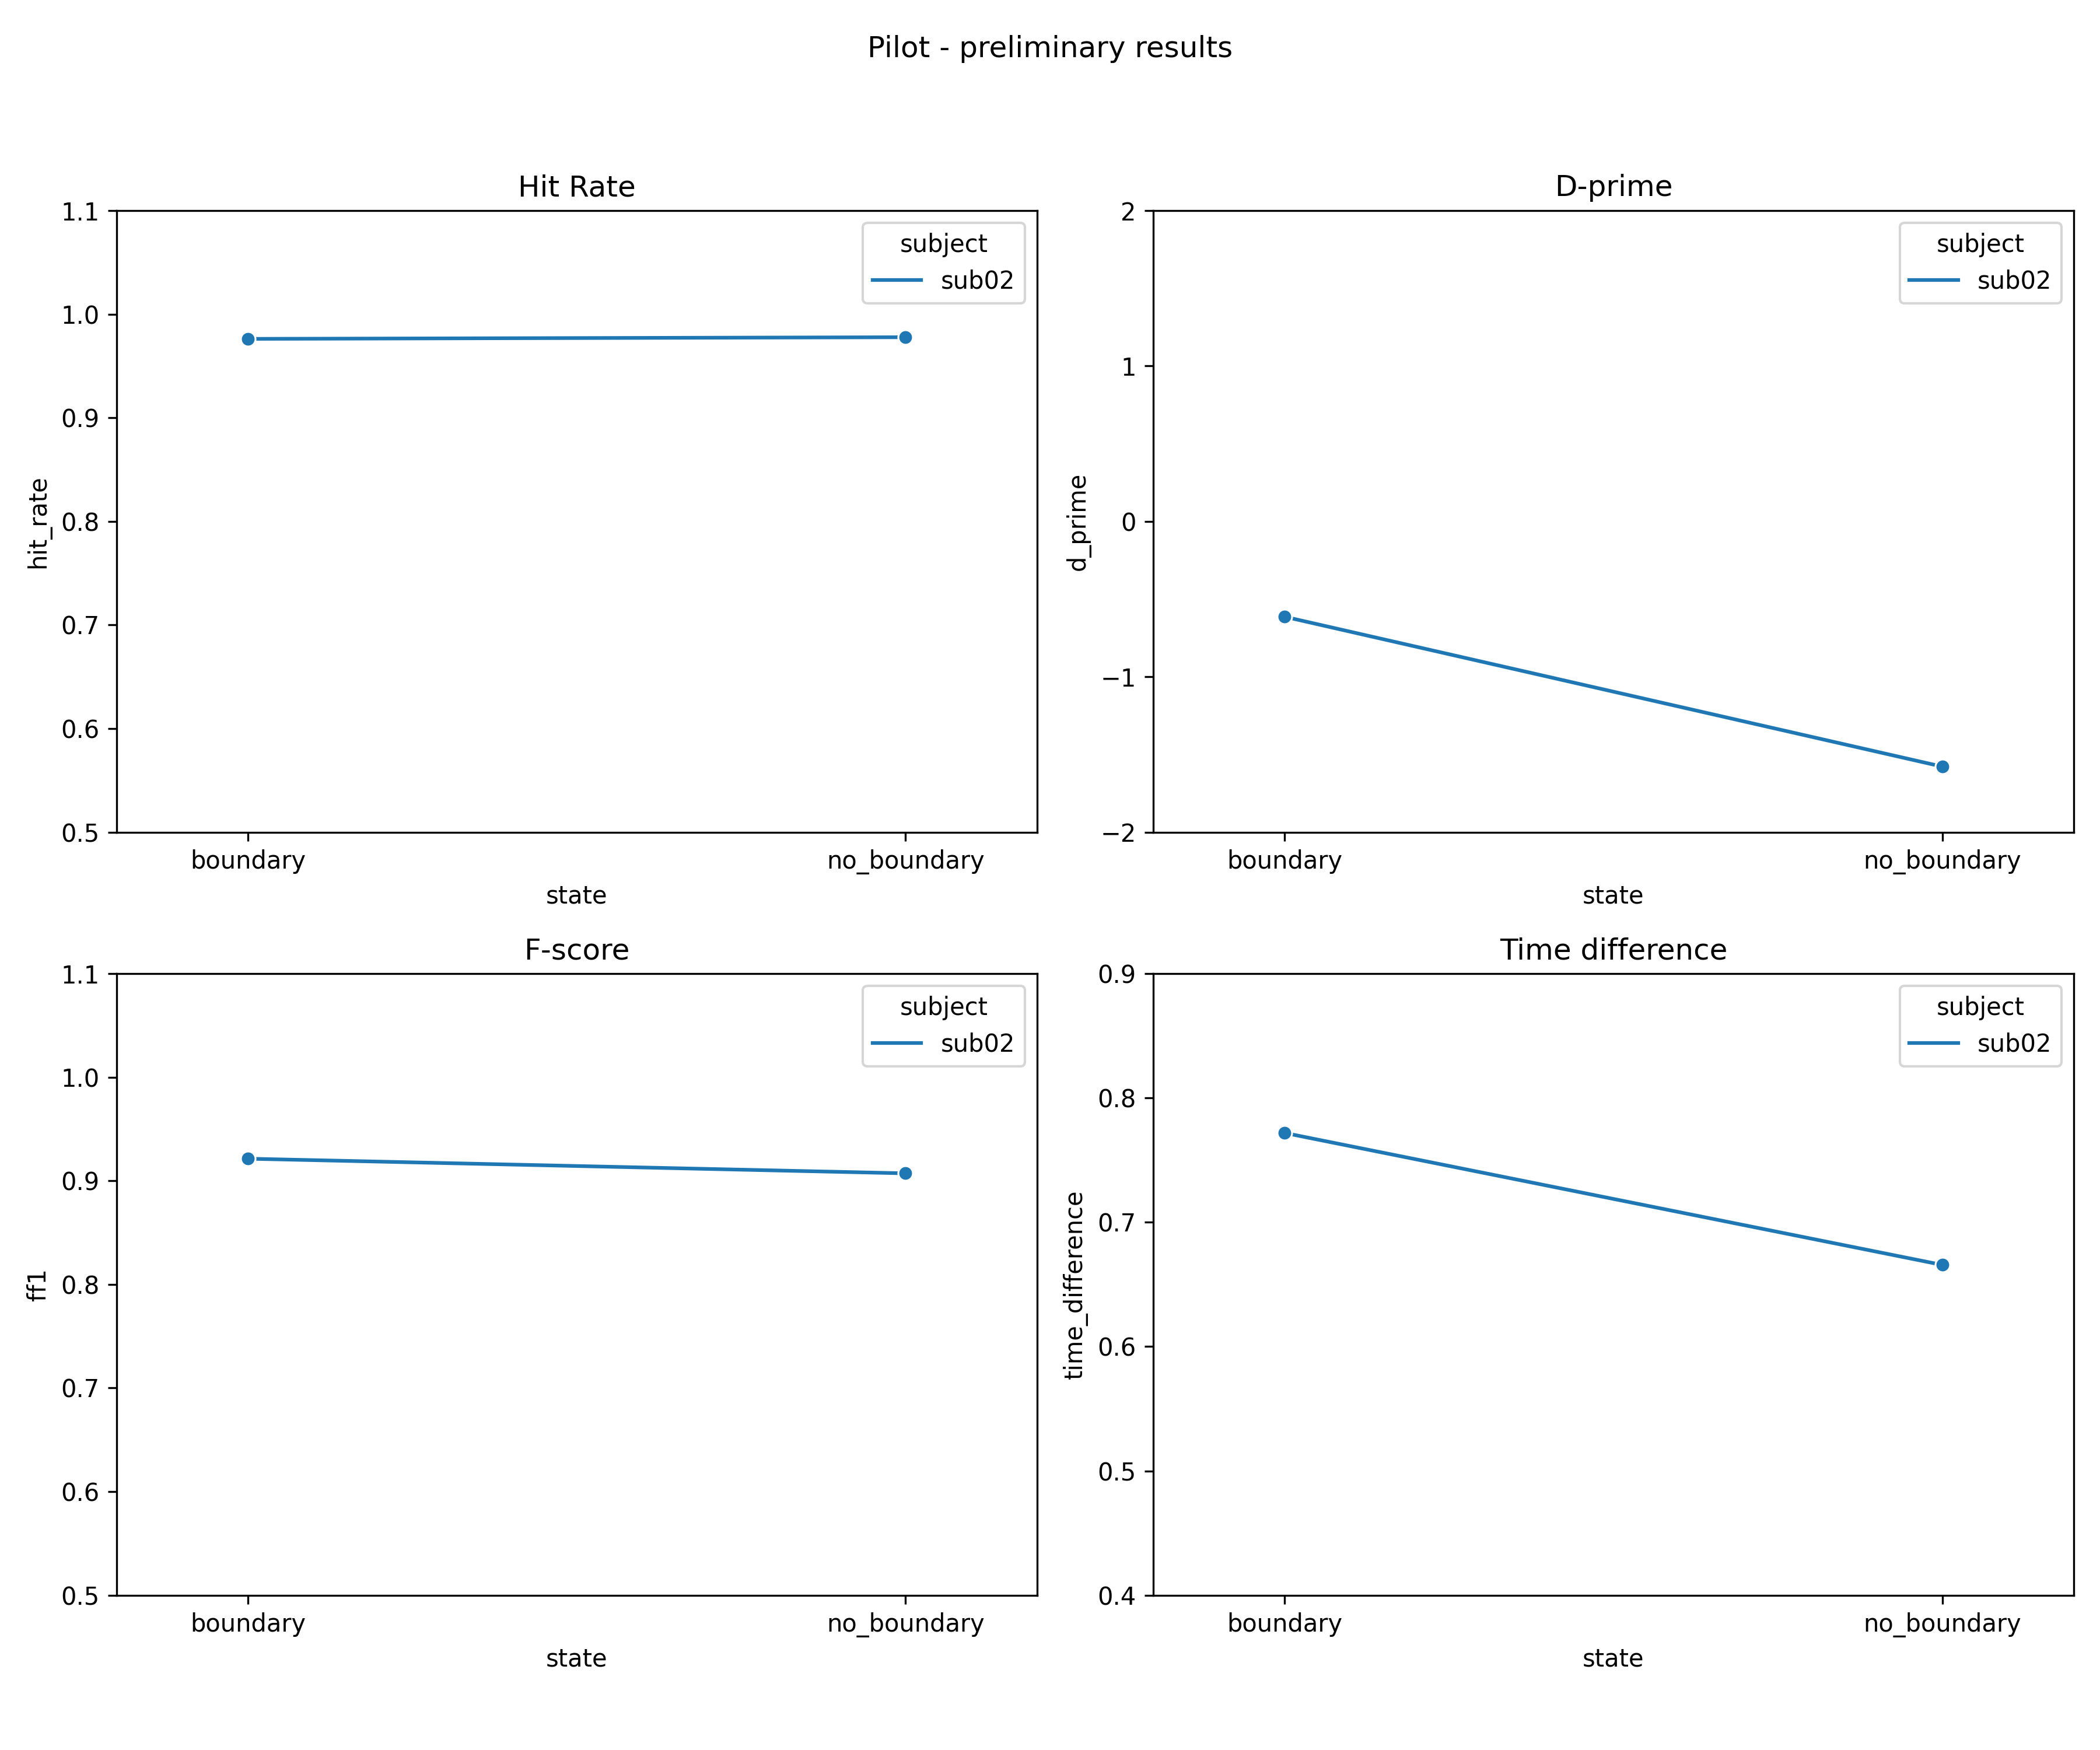 Pilot - preliminary results
Hit Rate
1.1
1.0
0.9
0.8
0.7
0.6
0.5
hit_rate
subject
sub02
boundary
no_boundary
state
D-prime
2
1
0
−1
−2
d_prime
subject
sub02
boundary
no_boundary
state
F-score
1.1
1.0
0.9
0.8
0.7
0.6
0.5
ff1
subject
sub02
boundary
no_boundary
state
Time difference
0.9
0.8
0.7
0.6
0.5
0.4
time_difference
subject
sub02
boundary
no_boundary
state